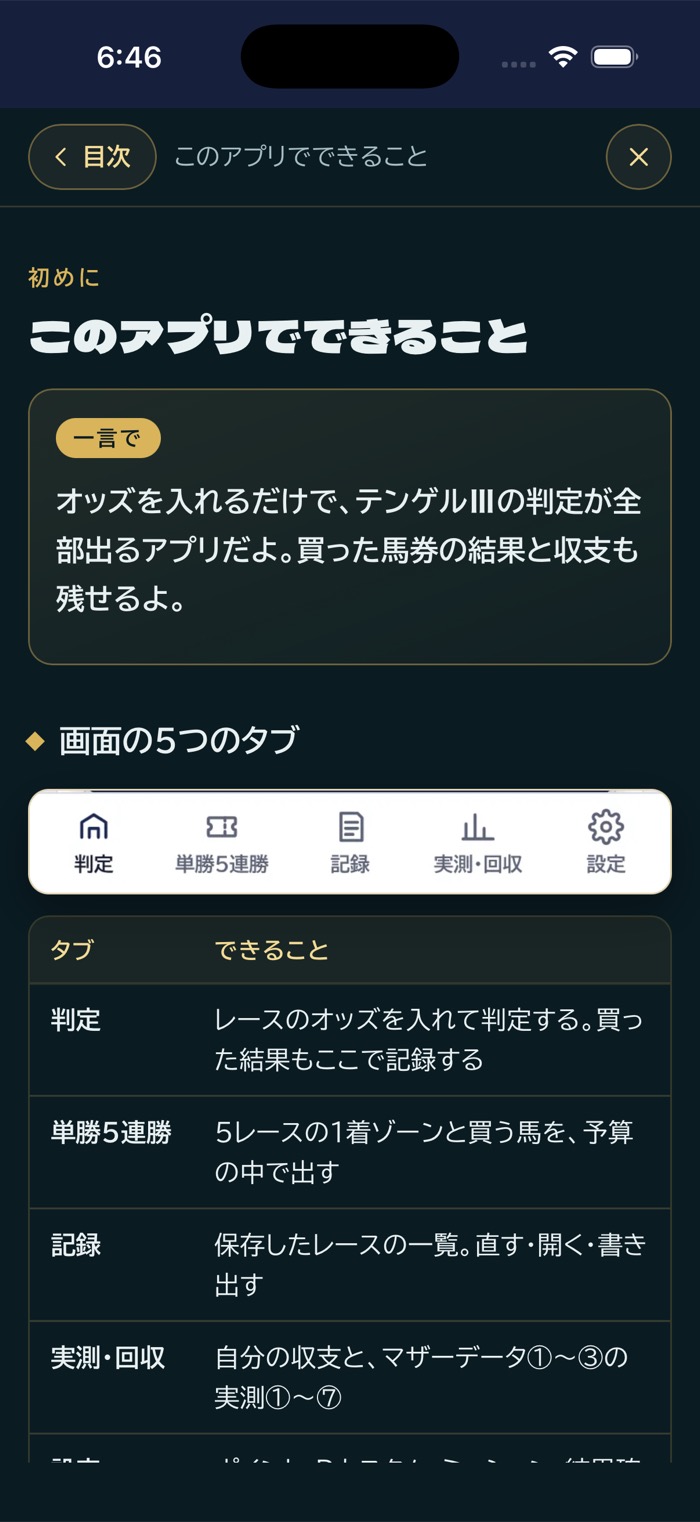 6:46
目次 このアプリでできること
初めに
このアプリでできること
一言で
オッズを入れるだけで、テンゲルⅢの判定が全
部出るアプリだよ。買った馬券の結果と収支も
残せるよ。
画面の5つのタブ
判定 単勝5連勝 記録 実測・回収 設定
タブ できること
判定 レースのオッズを入れて判定する。買っ
た結果もここで記録する
単勝5連勝 5レースの1着ゾーンと買う馬を、予算
の中で出す
記録 保存したレースの一覧。直す・開く・書き
出す
実測・回収 自分の収支と、マザーデータ①～③の
実測①～⑦